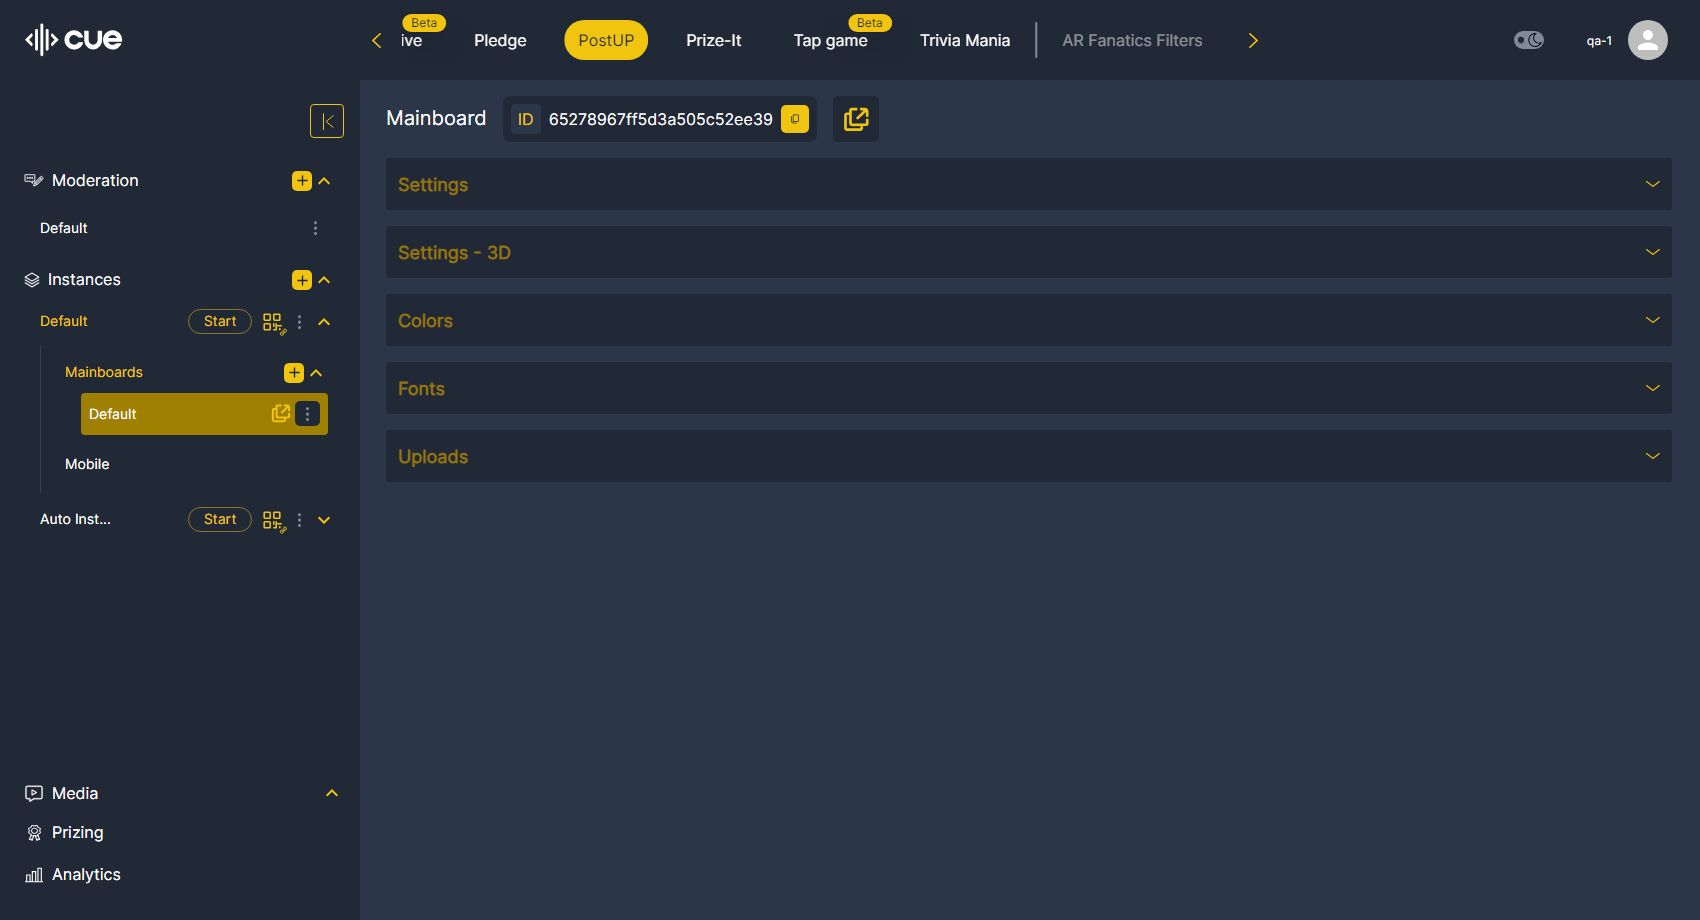 cue
Beta
ive
Pledge
PostUP
Prize-It
Beta
Tap game
Trivia Mania
AR Fanatics Filters
qa-1
Moderation
Default
Instances
Default
Start
Mainboards
Default
Mobile
Auto Inst...
Start
Media
Prizing
Analytics
Mainboard
ID 65278967ff5d3a505c52ee39
Settings
Settings - 3D
Colors
Fonts
Uploads